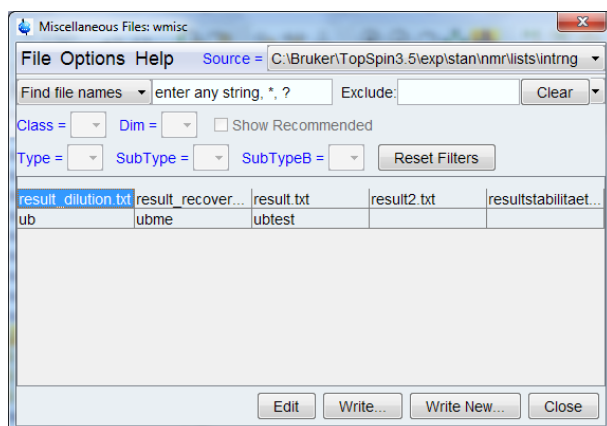 Miscellaneous Files: wmisc
File Options Help Source = C:\Bruker\TopSpin3.5\exp\stan\nmr\lists\intrng
Find file names enter any string, *, ? Exclude: Clear
Class = Dim = Show Recommended
Type = SubType = SubTypeB = Reset Filters
result_dilution.txt result_recover... result.txt result2.txt resultstabilitaet...
ub ubme ubtest
Edit Write... Write New... Close